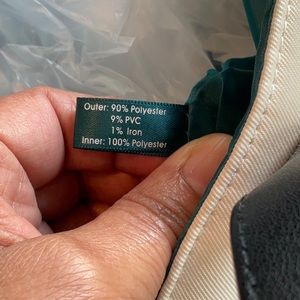 Outer: 90% Polyester
9% PVC
1% Iron
Inner: 100% Polyester